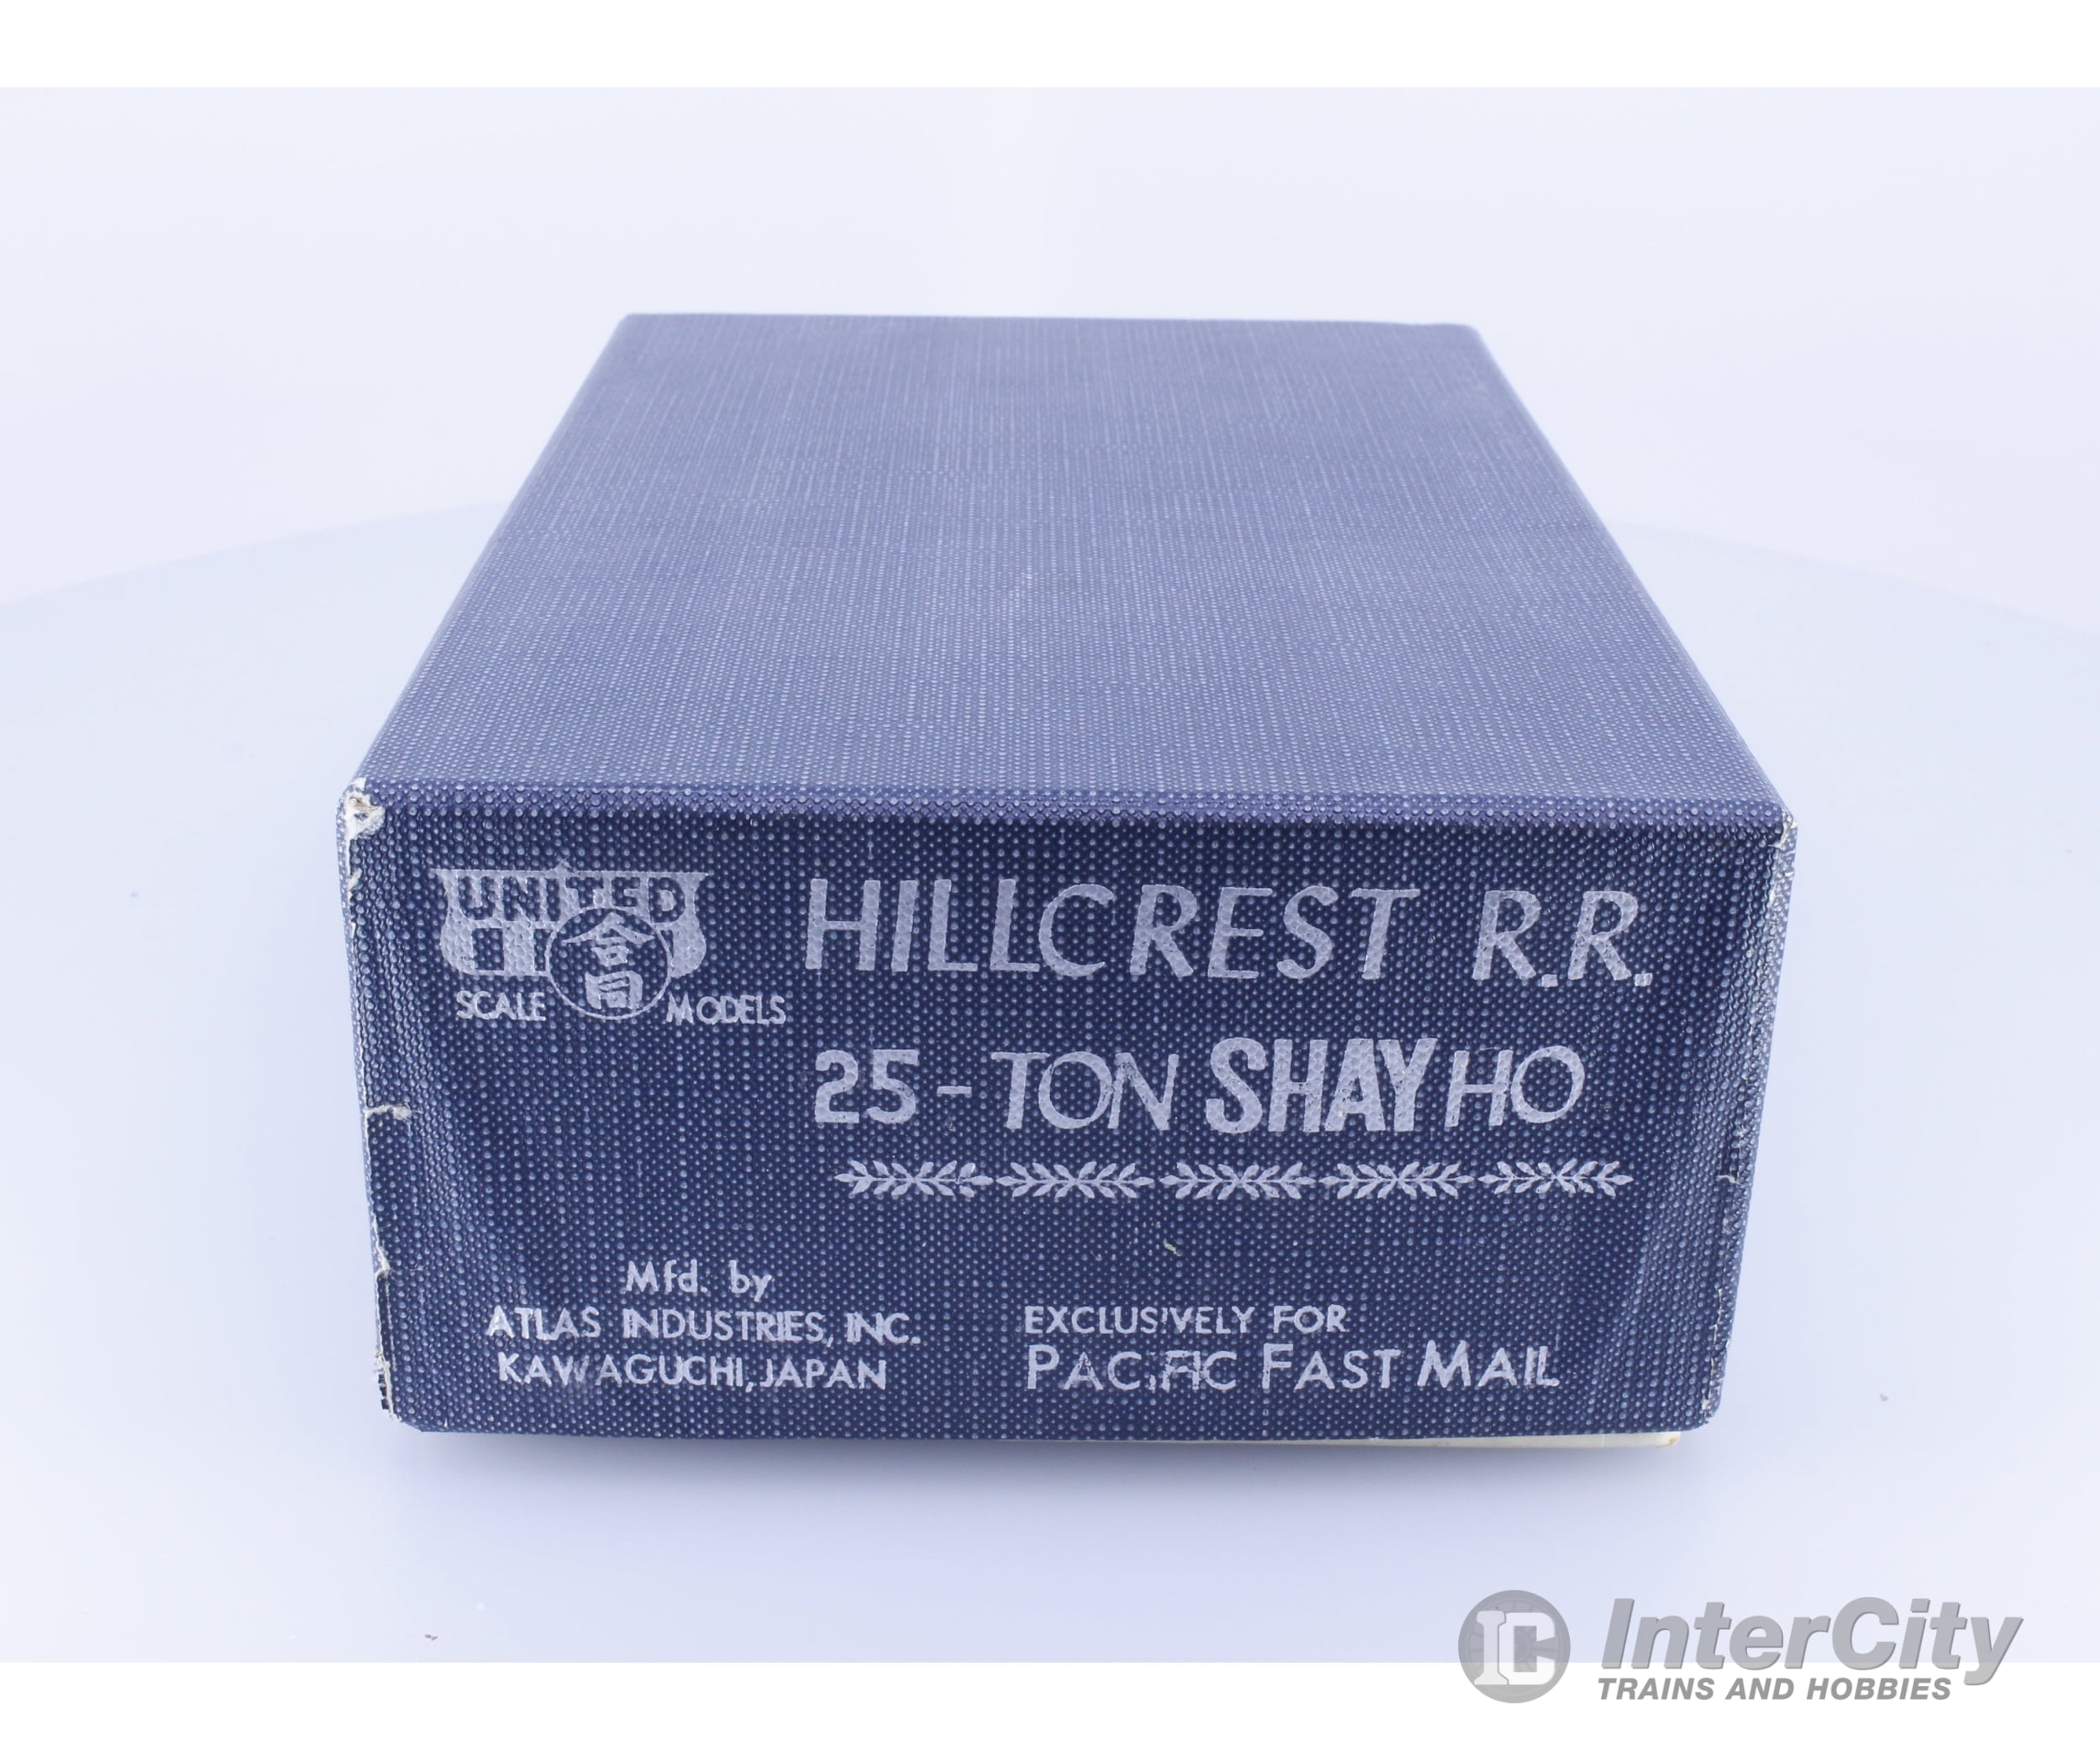 UNITED
合同
SCALE MODELS
HILLCREST R.R.
25-TON SHAY HO
Mfd. by
ATLAS INDUSTRIES, INC.
KAWAGUCHI, JAPAN
EXCLUSIVELY FOR
PACIFIC FAST MAIL
IC InterCity
TRAINS AND HOBBIES